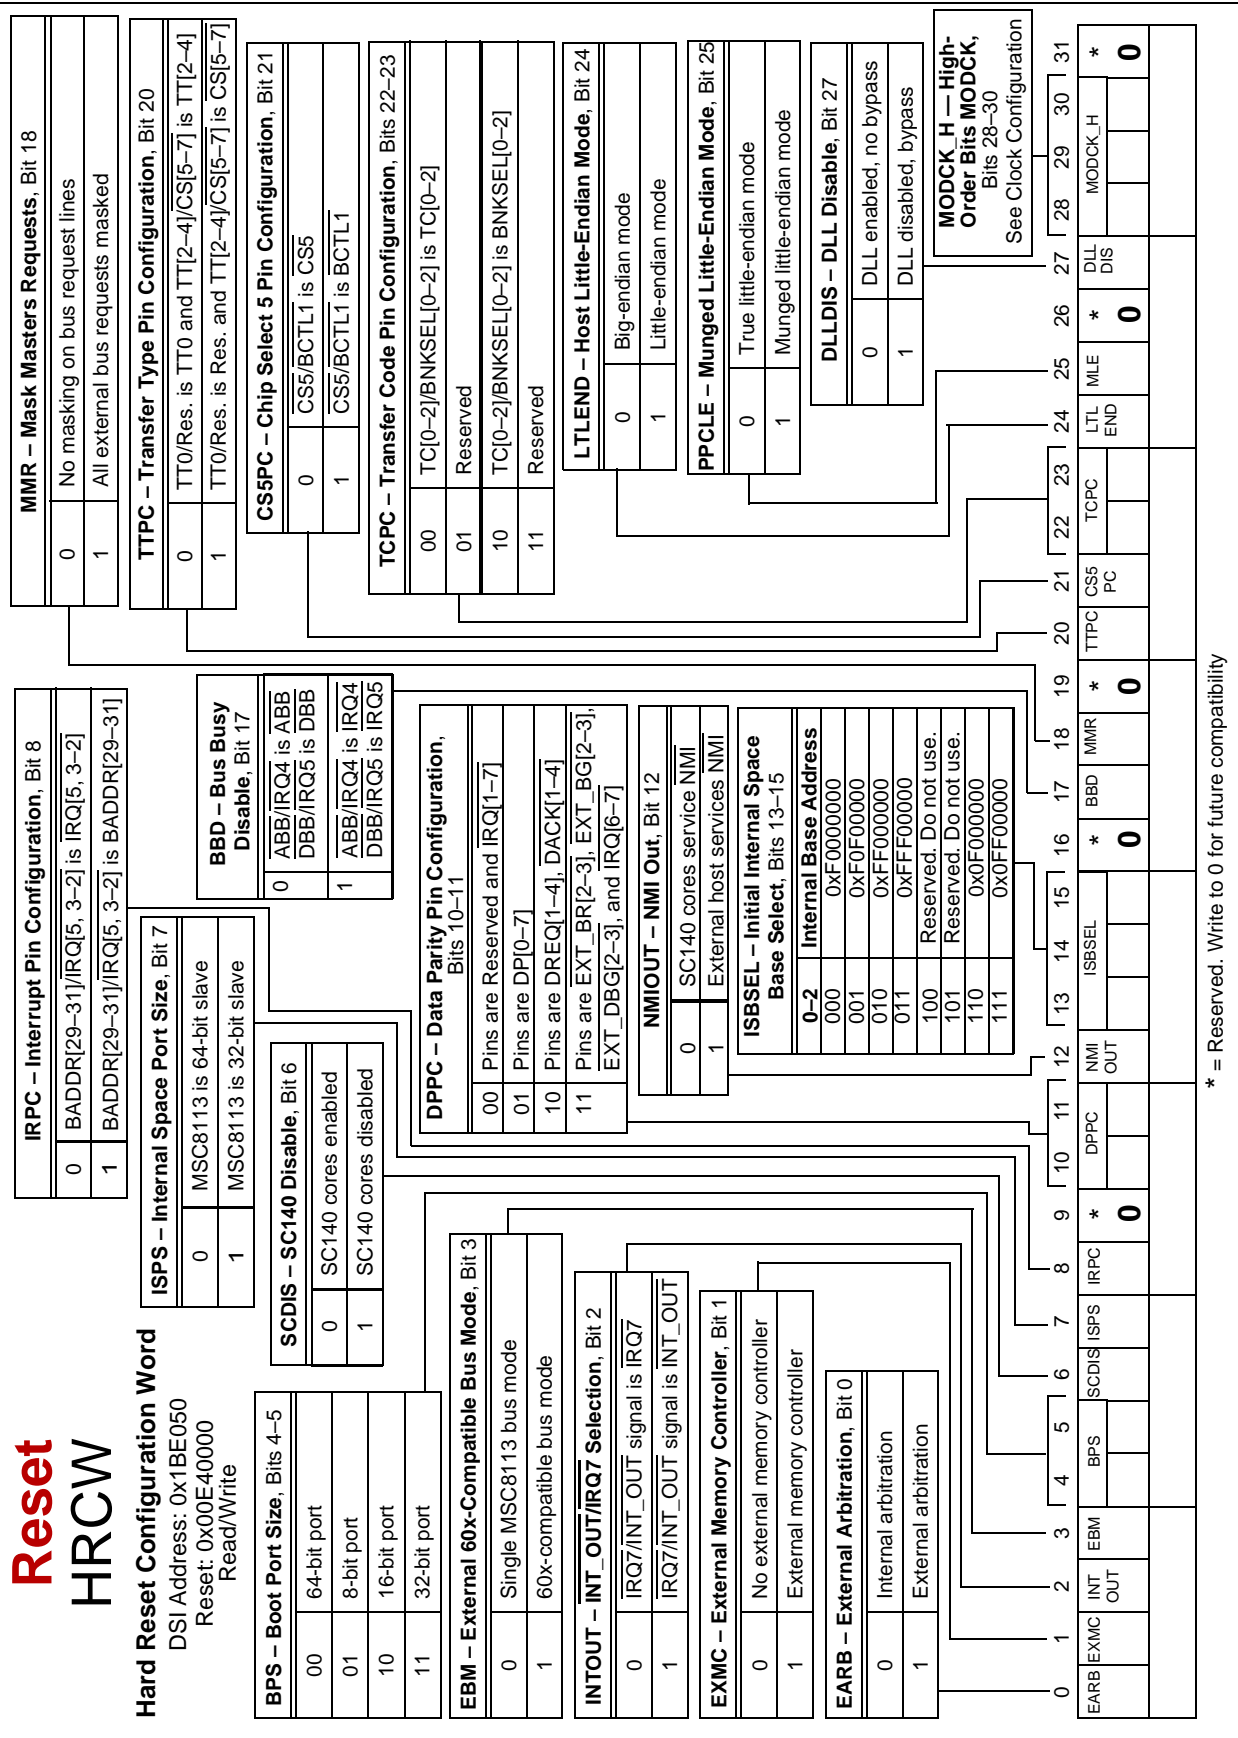 Reset
HRCW
Hard Reset Configuration Word
DSI Address: 0x1BE050
Reset: 0x00E40000
Read/Write
BPS – Boot Port Size, Bits 4–5
00 64-bit port
01 8-bit port
10 16-bit port
11 32-bit port
EBM – External 60x-Compatible Bus Mode, Bit 3
0 Single MSC8113 bus mode
1 60x-compatible bus mode
INTOUT – INT_OUT/IRQ7 Selection, Bit 2
0 IRQ7/INT_OUT signal is IRQ7
1 IRQ7/INT_OUT signal is INT_OUT
EXMC – External Memory Controller, Bit 1
0 No external memory controller
1 External memory controller
EARB – External Arbitration, Bit 0
0 Internal arbitration
1 External arbitration
IRPC – Interrupt Pin Configuration, Bit 8
0 BADDR[29–31]/IRQ[5, 3–2] is IRQ[5, 3–2]
1 BADDR[29–31]/IRQ[5, 3–2] is BADDR[29–31]
ISPS – Internal Space Port Size, Bit 7
0 MSC8113 is 64-bit slave
1 MSC8113 is 32-bit slave
SCDIS – SC140 Disable, Bit 6
0 SC140 cores enabled
1 SC140 cores disabled
BBD – Bus Busy
Disable, Bit 17
0 ABB/IRQ4 is ABB
DBB/IRQ5 is DBB
1 ABB/IRQ4 is IRQ4
DBB/IRQ5 is IRQ5
DPPC – Data Parity Pin Configuration,
Bits 10–11
00 Pins are Reserved and IRQ[1–7]
01 Pins are DP[0–7]
10 Pins are DREQ[1–4], DACK[1–4]
11 Pins are EXT_BR[2–3], EXT_BG[2–3],
EXT_DBG[2–3], and IRQ[6–7]
NMIOUT – NMI Out, Bit 12
0 SC140 cores service NMI
1 External host services NMI
ISBSEL – Initial Internal Space
Base Select, Bits 13–15
0–2 Internal Base Address
000 0xF0000000
001 0xF0F00000
010 0xFF000000
011 0xFFF00000
100 Reserved. Do not use.
101 Reserved. Do not use.
110 0x0F000000
111 0x0FF00000
MMR – Mask Masters Requests, Bit 18
0 No masking on bus request lines
1 All external bus requests masked
TTPC – Transfer Type Pin Configuration, Bit 20
0 TT0/Res. is TT0 and TT[2–4]/CS[5–7] is TT[2–4]
1 TT0/Res. is Res. and TT[2–4]/CS[5–7] is CS[5–7]
CS5PC – Chip Select 5 Pin Configuration, Bit 21
0 CS5/BCTL1 is CS5
1 CS5/BCTL1 is BCTL1
TCPC – Transfer Code Pin Configuration, Bits 22–23
00 TC[0–2]/BNKSEL[0–2] is TC[0–2]
01 Reserved
10 TC[0–2]/BNKSEL[0–2] is BNKSEL[0–2]
11 Reserved
LTLEND – Host Little-Endian Mode, Bit 24
0 Big-endian mode
1 Little-endian mode
PPCLE – Munged Little-Endian Mode, Bit 25
0 True little-endian mode
1 Munged little-endian mode
DLLDIS – DLL Disable, Bit 27
0 DLL enabled, no bypass
1 DLL disabled, bypass
MODCK_H — High-
Order Bits MODCK,
Bits 28–30
See Clock Configuration
0 1 2 3 4 5 6 7 8 9 10 11 12 13 14 15 16 17 18 19 20 21 22 23 24 25 26 27 28 29 30 31
EARB EXMC INT OUT EBM BPS SCDIS ISPS IRPC * DPPC NMI OUT ISBSEL * BBD MMR * TTPC CS5 PC TCPC LTL END MLE * DLL DIS MODCK_H *
0 0 0 0 0
* = Reserved. Write to 0 for future compatibility